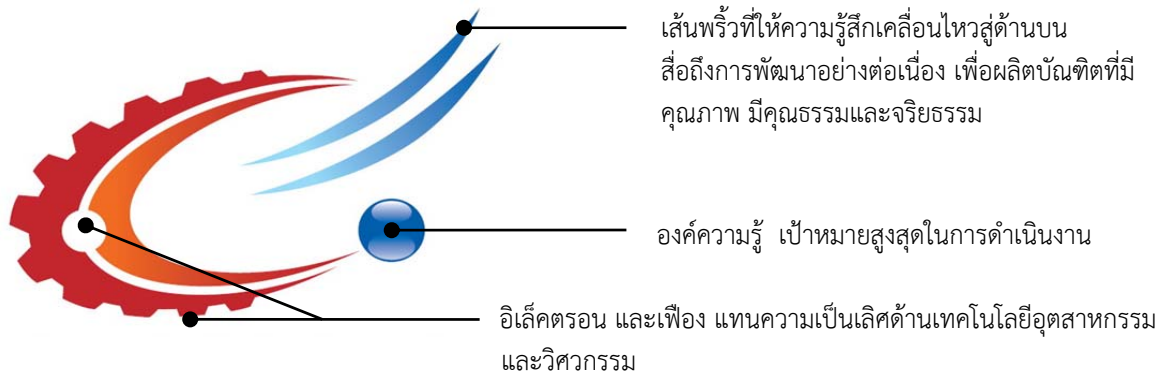 เส้นพริ้วที่ให้ความรู้สึกเคลื่อนไหวสู่ด้านบน
สื่อถึงการพัฒนาอย่างต่อเนื่อง เพื่อผลิตบัณฑิตที่มี
คุณภาพ มีคุณธรรมและจริยธรรม
องค์ความรู้ เป้าหมายสูงสุดในการดำเนินงาน
อิเล็คตรอน และเฟือง แทนความเป็นเลิศด้านเทคโนโลยีอุตสาหกรรม
และวิศวกรรม